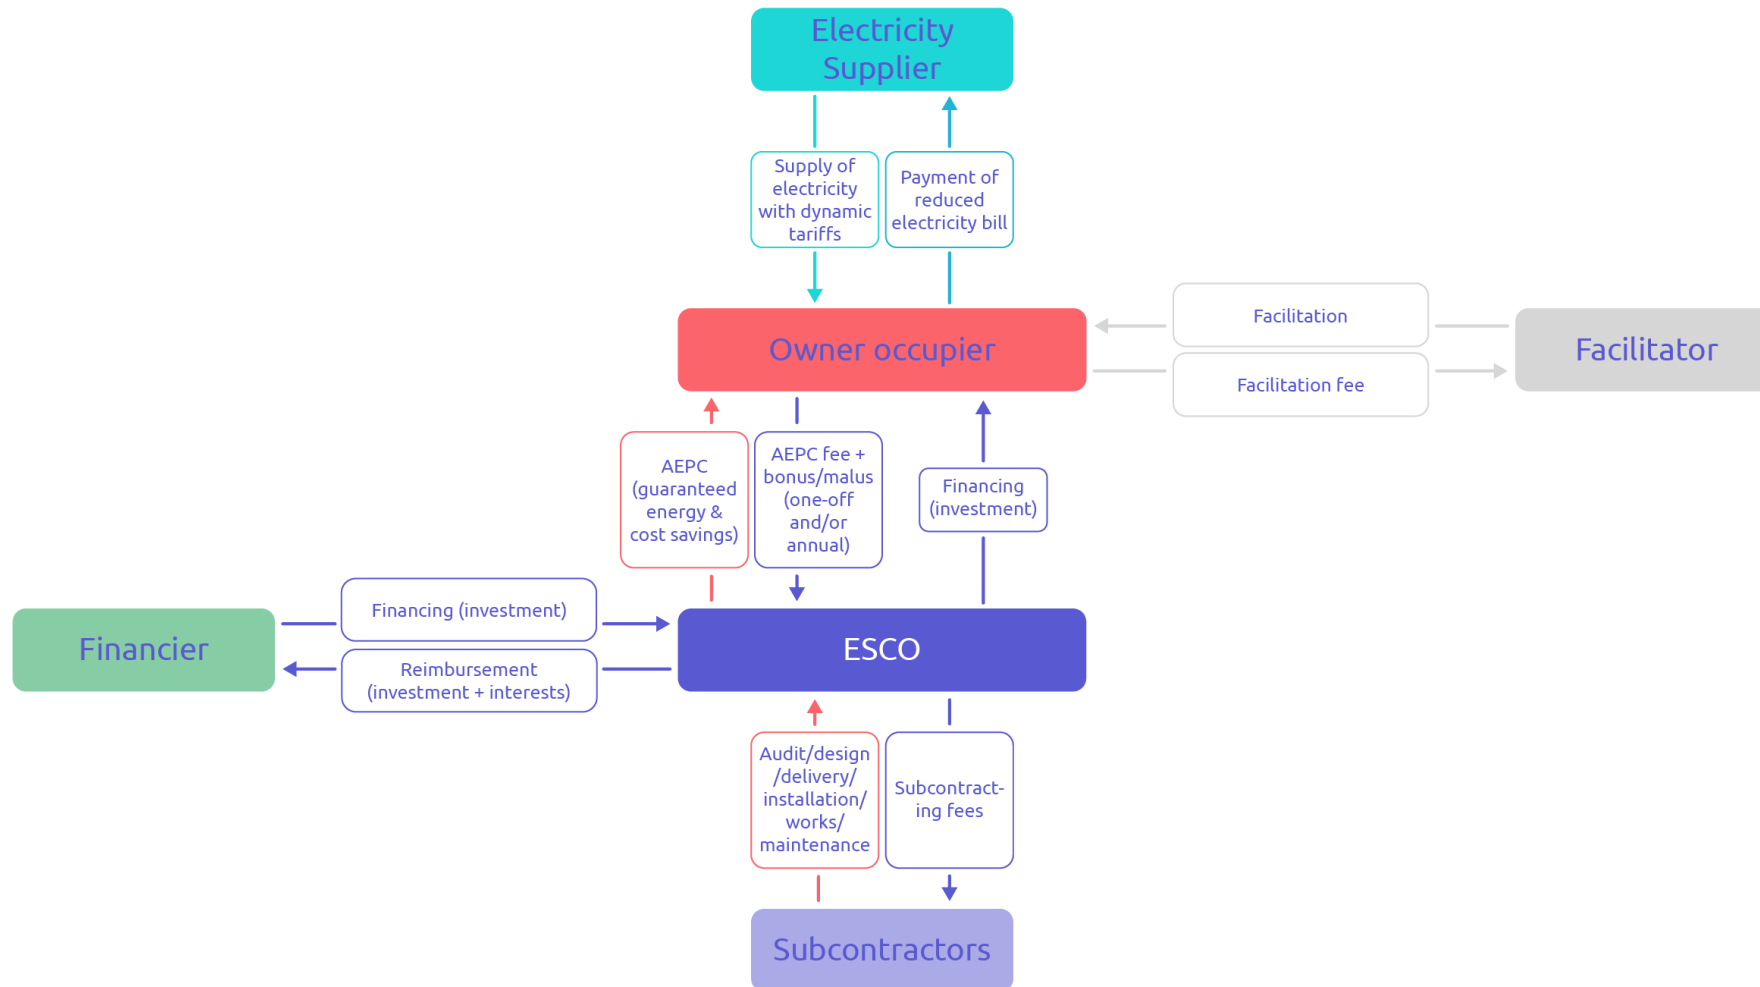 Electricity
Supplier
Supply of
electricity
with dynamic
tariffs
Payment of
reduced
electricity bill
Owner occupier
Facilitation
Facilitation fee
Facilitator
AEPC
(guaranteed
energy &
cost savings)
AEPC fee +
bonus/malus
(one-off
and/or
annual)
Financing
(investment)
Financier
Financing (investment)
Reimbursement
(investment + interests)
ESCO
Audit/design
/delivery/
installation/
works/
maintenance
Subcontract-
ing fees
Subcontractors